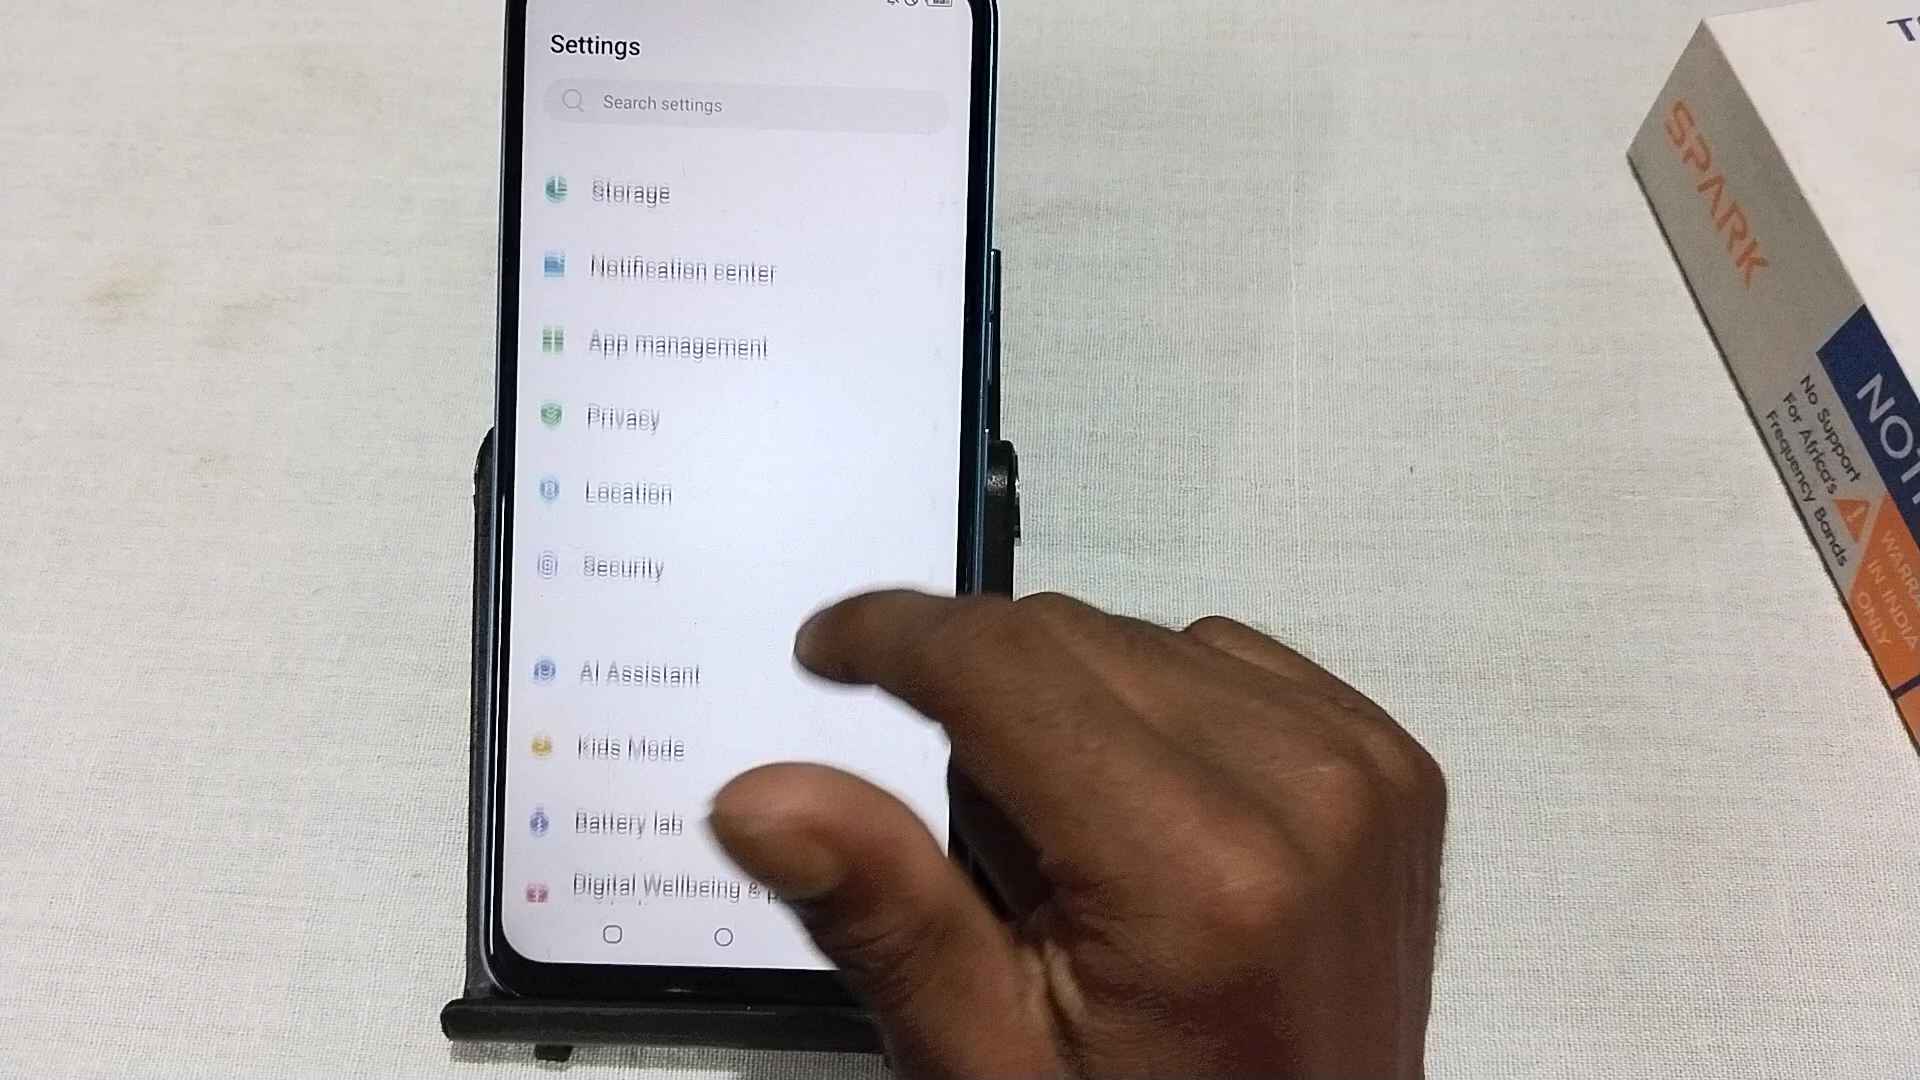 Settings
Search settings
Storage
Notification center
App management
Privacy
Location
Security
AI Assistant
Kids Mode
Battery lab
Digital Wellbeing &
SPARK
No Support
For Africa's
Frequency Bands
IN INDIA
ONLY